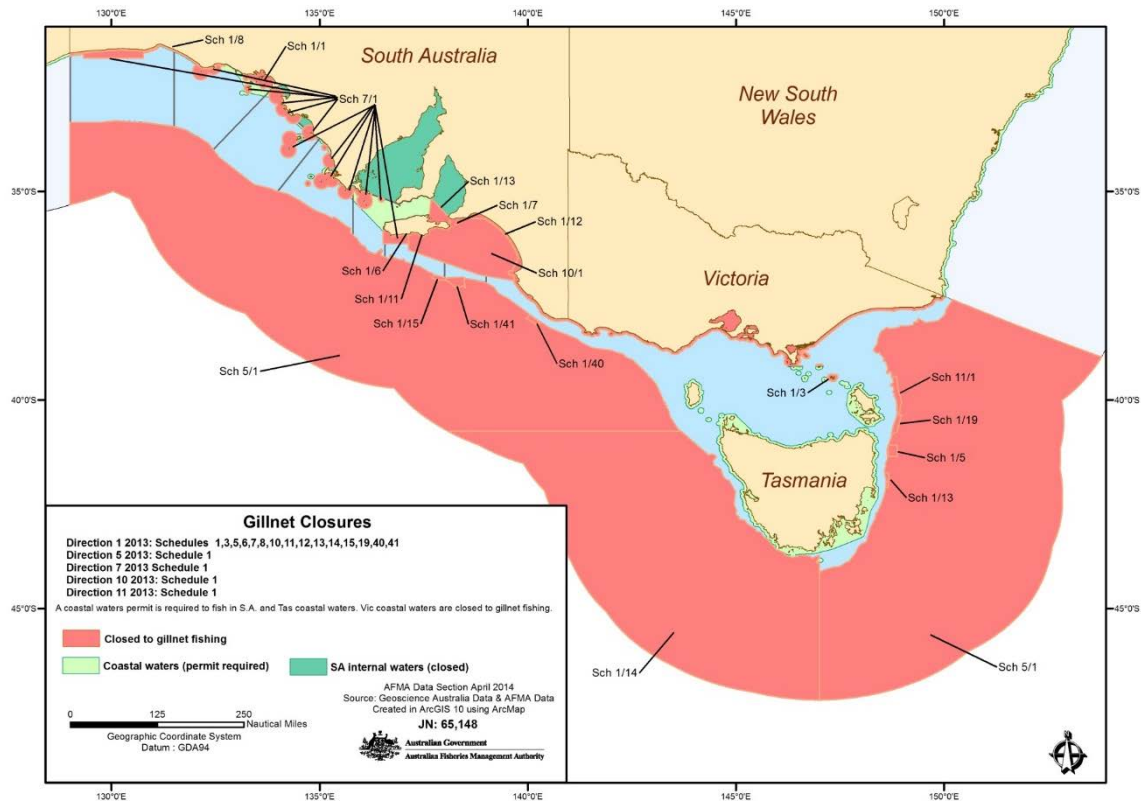 130°0'E
135°0'E
140°0'E
145°0'E
150°0'E
Sch 1/8
Sch 1/1
South Australia
Sch 7/1
New South
Wales
35°0'S
35°0'S
Sch 1/13
Sch 1/7
Sch 1/12
Sch 1/6
Sch 10/1
Sch 1/11
Victoria
Sch 1/15
Sch 1/41
Sch 5/1
Sch 1/40
Sch 1/3
Sch 11/1
40°0'S
40°0'S
Sch 1/19
Sch 1/5
Tasmania
Sch 1/13
Gillnet Closures
Direction 1 2013: Schedules 1,3,5,6,7,8,10,11,12,13,14,15,19,40,41
Direction 5 2013: Schedule 1
Direction 7 2013 Schedule 1
Direction 10 2013: Schedule 1
Direction 11 2013: Schedule 1
A coastal waters permit is required to fish in S.A. and Tas coastal waters. Vic coastal waters are closed to gillnet fishing.
45°0'S
45°0'S
Closed to gillnet fishing
Coastal waters (permit required)
SA internal waters (closed)
Sch 1/14
Sch 5/1
AFMA Data Section April 2014
Source: Geoscience Australia Data & AFMA Data
Created in ArcGIS 10 using ArcMap
JN: 65,148
0 125 250
Nautical Miles
Geographic Coordinate System
Datum : GDA94
Australian Government
Australian Fisheries Management Authority
130°0'E
135°0'E
140°0'E
145°0'E
150°0'E